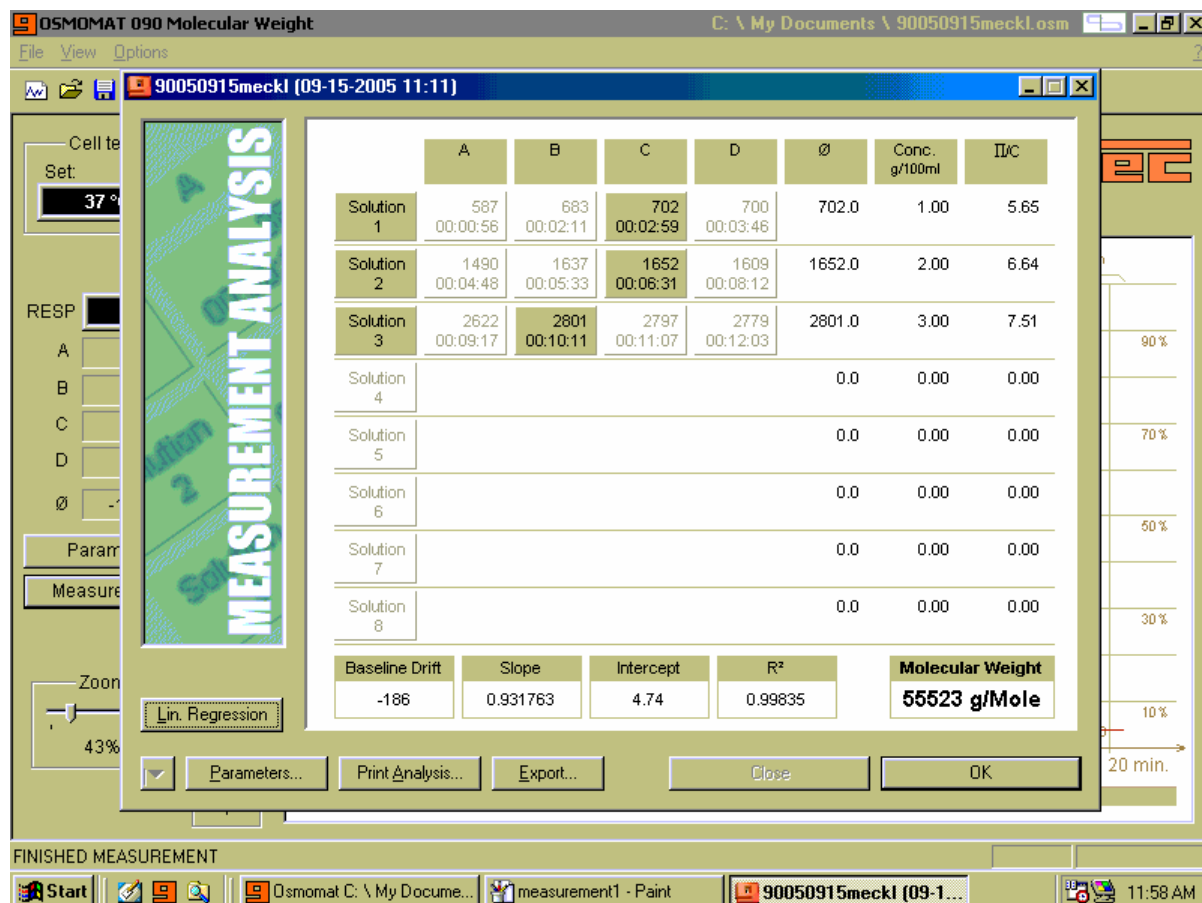 OSMOMAT 090 Molecular Weight C: \ My Documents \ 90050915meckl.osm
File View Options ?
90050915meckl (09-15-2005 11:11)
Cell te
Set:
37 °
RESP
A
B
C
D
Ø -
Param
Measure
Zoon
43%
MEASUREMENT ANALYSIS
A B C D Ø Conc. g/100ml Π/C
Solution 1 587 683 702 700 702.0 1.00 5.65
00:00:56 00:02:11 00:02:59 00:03:46
Solution 2 1490 1637 1652 1609 1652.0 2.00 6.64
00:04:48 00:05:33 00:06:31 00:08:12
Solution 3 2622 2801 2797 2779 2801.0 3.00 7.51
00:09:17 00:10:11 00:11:07 00:12:03
Solution 4 0.0 0.00 0.00
Solution 5 0.0 0.00 0.00
Solution 6 0.0 0.00 0.00
Solution 7 0.0 0.00 0.00
Solution 8 0.0 0.00 0.00
Baseline Drift Slope Intercept R² Molecular Weight
-186 0.931763 4.74 0.99835 55523 g/Mole
Lin. Regression
Parameters... Print Analysis... Export... Close OK
90%
70%
50%
30%
10%
20 min.
FINISHED MEASUREMENT
Start Osmomat C: \ My Docume... measurement1 - Paint 90050915meckl (09-1... 11:58 AM